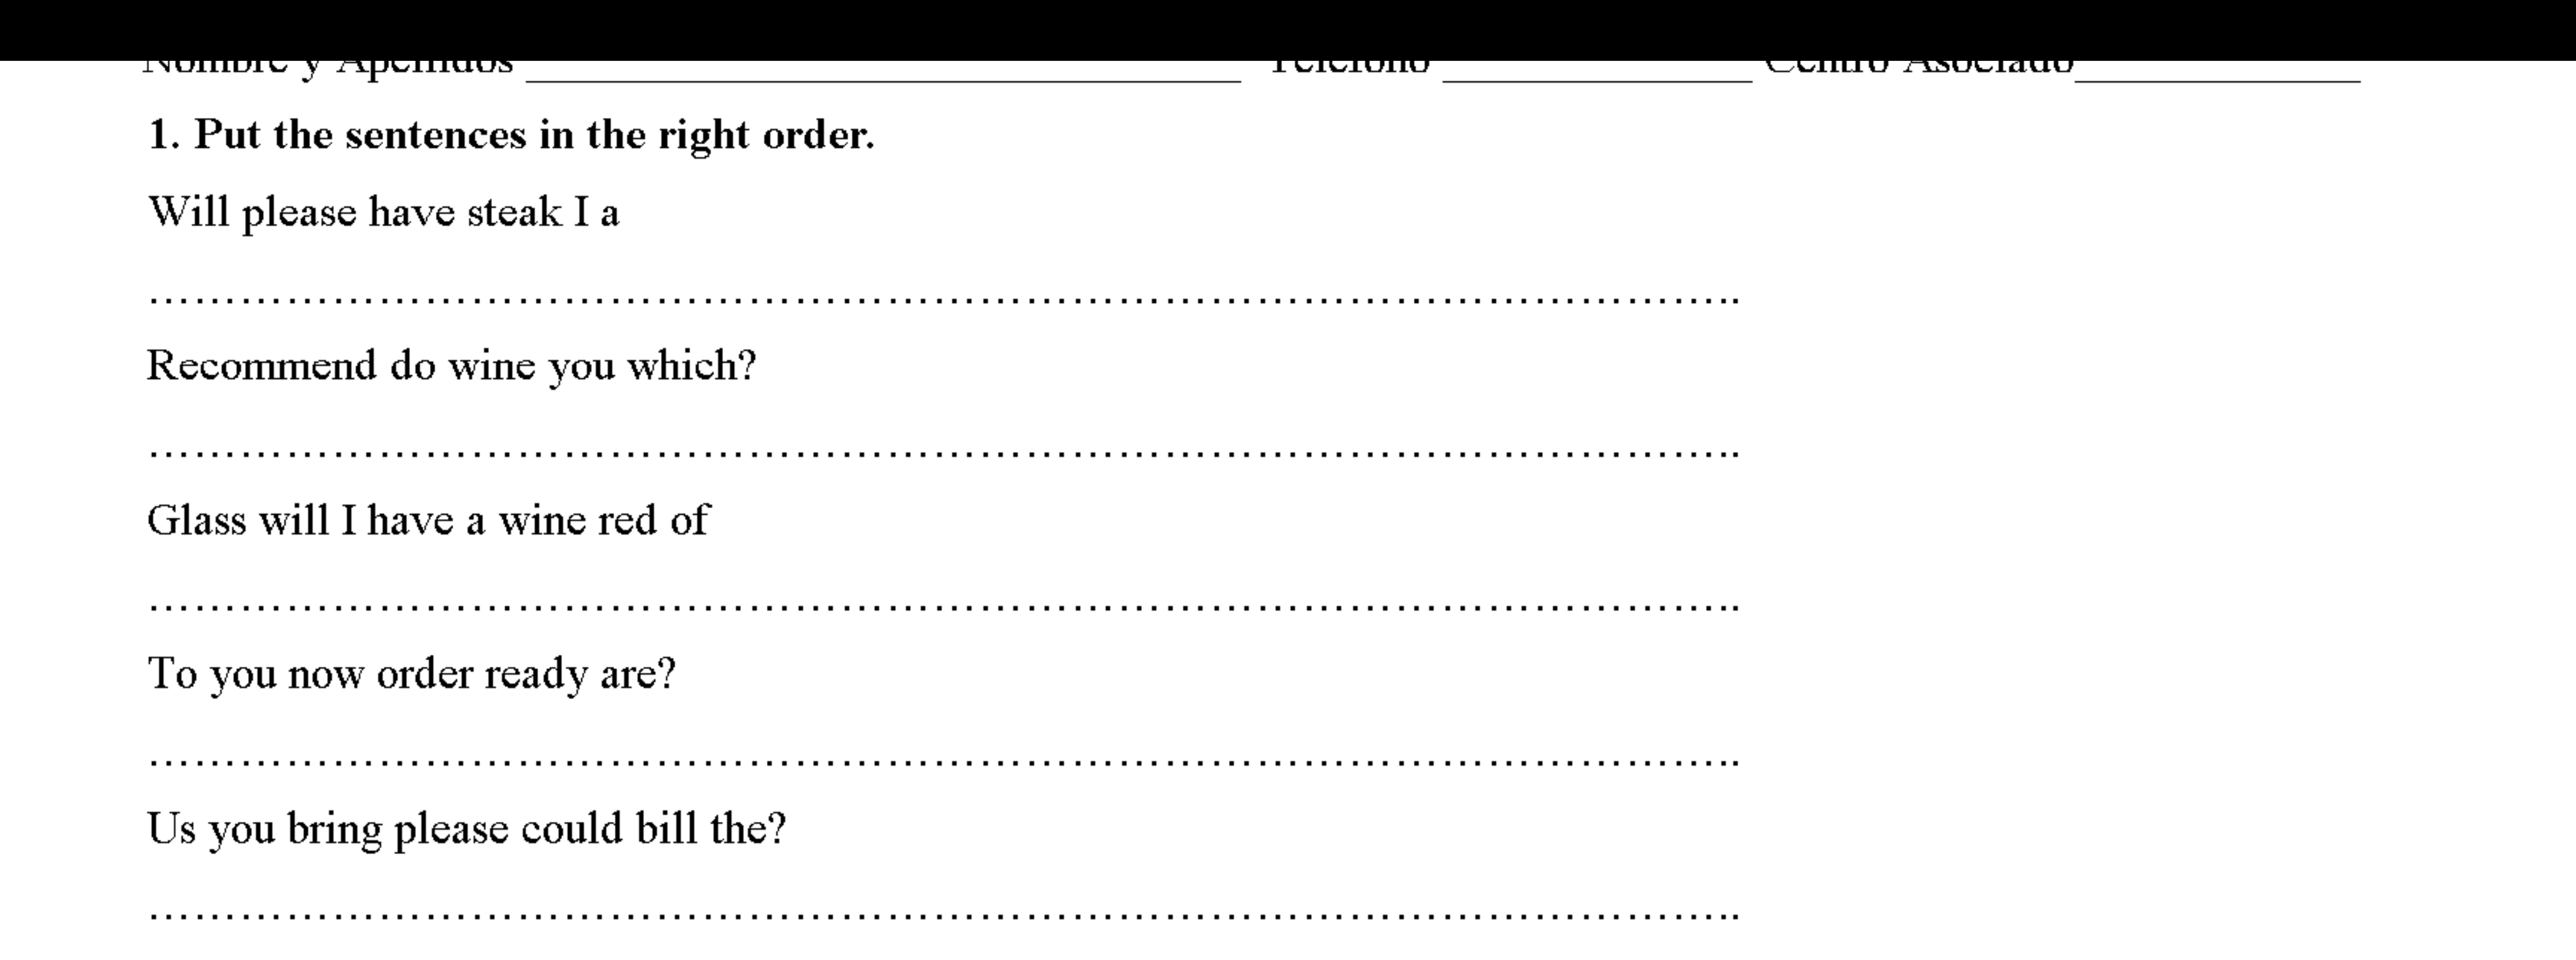 Nombre y Apellidos ______________________________ Teléfono _____________ Centro Asociado____________
1. Put the sentences in the right order.
Will please have steak I a
…………………………………………………………………………………………….
Recommend do wine you which?
…………………………………………………………………………………………….
Glass will I have a wine red of
…………………………………………………………………………………………….
To you now order ready are?
…………………………………………………………………………………………….
Us you bring please could bill the?
…………………………………………………………………………………………….